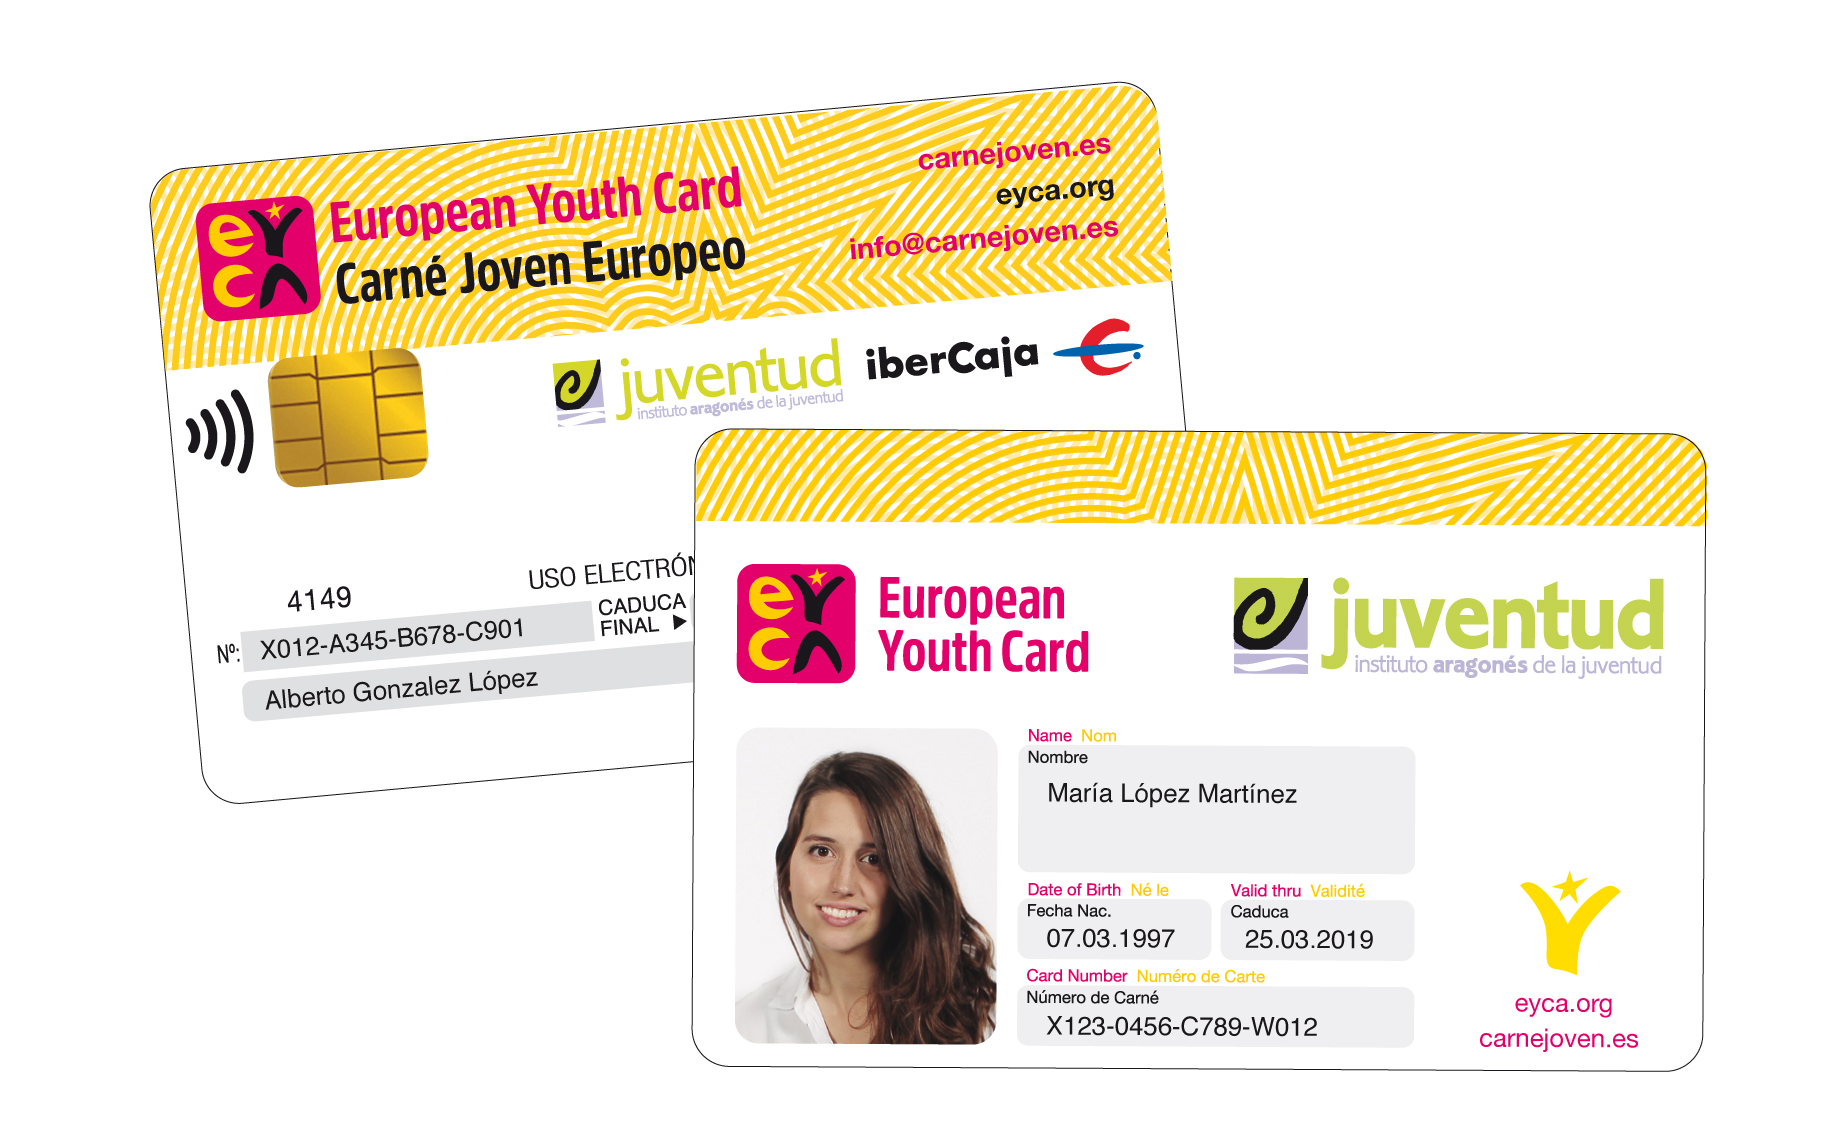 eyca
European Youth Card
Carné Joven Europeo
carnejoven.es
eyca.org
info@carnejoven.es
juventud
instituto aragonés de la juventud
iberCaja
USO ELECTRÓN
4149
CADUCA
FINAL ▶
Nº: X012-A345-B678-C901
Alberto Gonzalez López
eyca
European
Youth Card
juventud
instituto aragonés de la juventud
Name Nom
Nombre
María López Martínez
Date of Birth Né le
Fecha Nac.
07.03.1997
Valid thru Validité
Caduca
25.03.2019
Card Number Numéro de Carte
Número de Carné
X123-0456-C789-W012
eyca.org
carnejoven.es